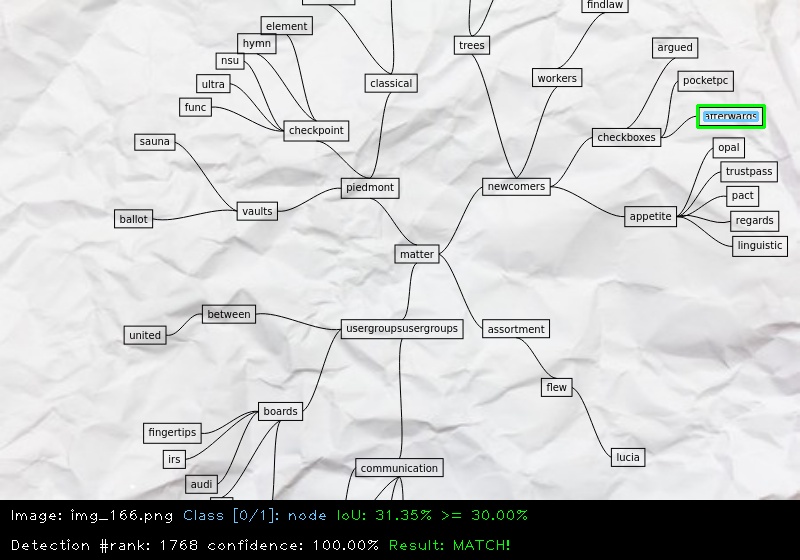 findlaw
element
hymn
trees
argued
nsu
workers
ultra
classical
pocketpc
func
afterwards
checkpoint
checkboxes
sauna
opal
trustpass
piedmont
newcomers
pact
vaults
ballot
appetite
regards
linguistic
matter
between
united
usergroupsusergroups
assortment
flew
boards
fingertips
irs
lucia
communication
audi
Image: img_166.png Class [0/1]: node IoU: 31.35% >= 30.00%
Detection #rank: 1768 confidence: 100.00% Result: MATCH!